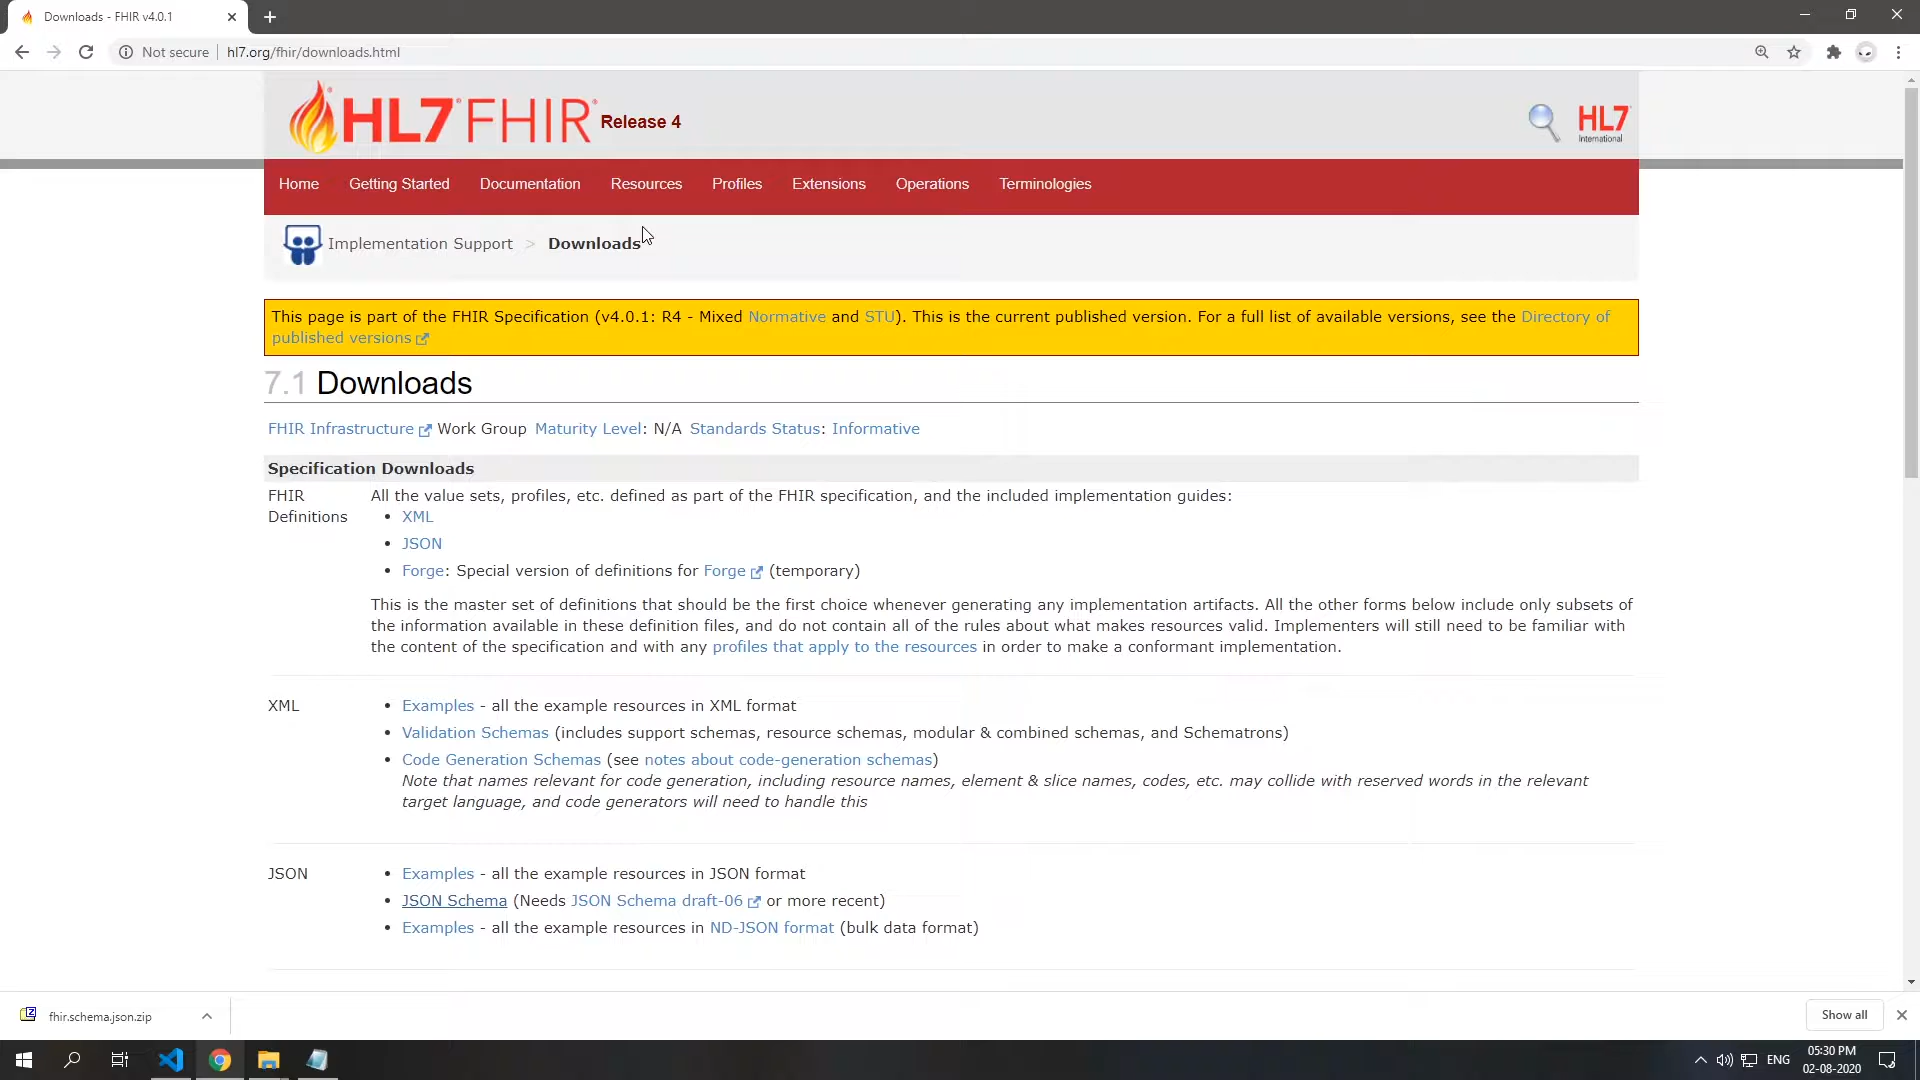 Downloads - FHIR v4.0.1
Not secure | hl7.org/fhir/downloads.html
HL7 FHIR Release 4
HL7 International
Home Getting Started Documentation Resources Profiles Extensions Operations Terminologies
Implementation Support > Downloads
This page is part of the FHIR Specification (v4.0.1: R4 - Mixed Normative and STU). This is the current published version. For a full list of available versions, see the Directory of
published versions
7.1 Downloads
FHIR Infrastructure Work Group Maturity Level: N/A Standards Status: Informative
Specification Downloads
FHIR
Definitions
All the value sets, profiles, etc. defined as part of the FHIR specification, and the included implementation guides:
• XML
• JSON
• Forge: Special version of definitions for Forge (temporary)
This is the master set of definitions that should be the first choice whenever generating any implementation artifacts. All the other forms below include only subsets of
the information available in these definition files, and do not contain all of the rules about what makes resources valid. Implementers will still need to be familiar with
the content of the specification and with any profiles that apply to the resources in order to make a conformant implementation.
XML
• Examples - all the example resources in XML format
• Validation Schemas (includes support schemas, resource schemas, modular & combined schemas, and Schematrons)
• Code Generation Schemas (see notes about code-generation schemas)
Note that names relevant for code generation, including resource names, element & slice names, codes, etc. may collide with reserved words in the relevant
target language, and code generators will need to handle this
JSON
• Examples - all the example resources in JSON format
• JSON Schema (Needs JSON Schema draft-06 or more recent)
• Examples - all the example resources in ND-JSON format (bulk data format)
fhir.schema.json.zip
Show all
ENG
05:30 PM
02-08-2020